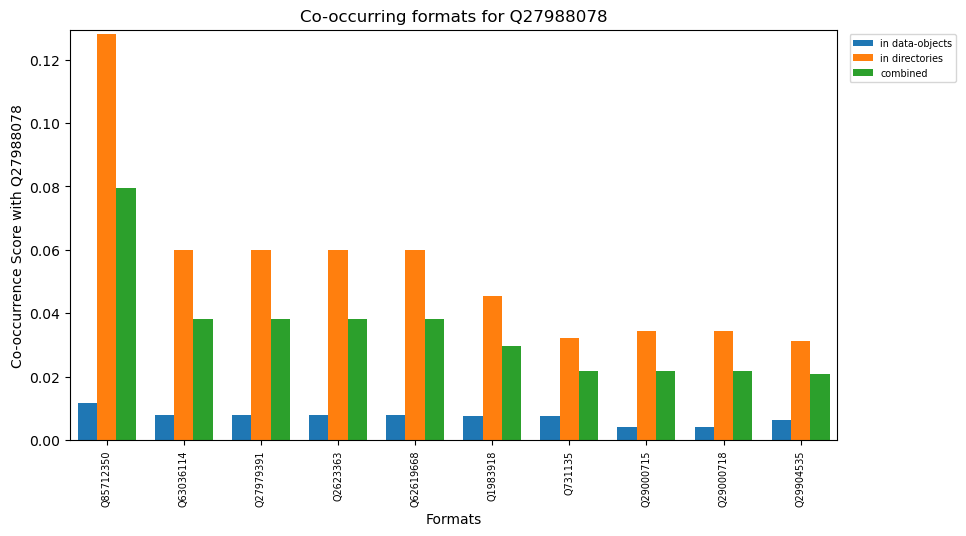 Co-occurring formats for Q27988078
in data-objects
in directories
combined
Co-occurrence Score with Q27988078
0.12
0.10
0.08
0.06
0.04
0.02
0.00
Q85712350
Q63036114
Q27979391
Q2623363
Q62619668
Q1983918
Q731135
Q29000715
Q29000718
Q29904535
Formats